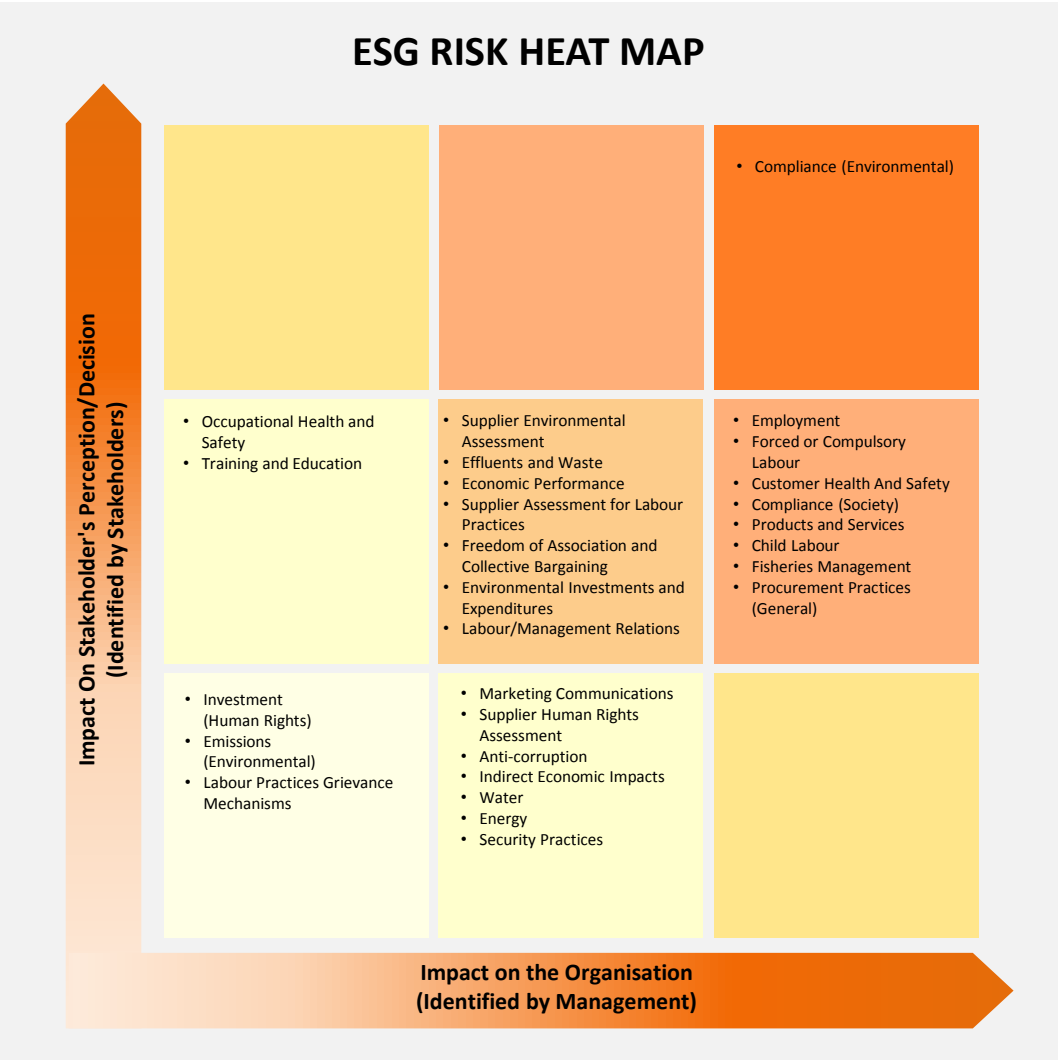 ESG RISK HEAT MAP
Impact On Stakeholder's Perception/Decision
(Identified by Stakeholders)
• Compliance (Environmental)
• Occupational Health and
Safety
• Training and Education
• Supplier Environmental
Assessment
• Effluents and Waste
• Economic Performance
• Supplier Assessment for Labour
Practices
• Freedom of Association and
Collective Bargaining
• Environmental Investments and
Expenditures
• Labour/Management Relations
• Employment
• Forced or Compulsory
Labour
• Customer Health And Safety
• Compliance (Society)
• Products and Services
• Child Labour
• Fisheries Management
• Procurement Practices
(General)
• Investment
(Human Rights)
• Emissions
(Environmental)
• Labour Practices Grievance
Mechanisms
• Marketing Communications
• Supplier Human Rights
Assessment
• Anti-corruption
• Indirect Economic Impacts
• Water
• Energy
• Security Practices
Impact on the Organisation
(Identified by Management)